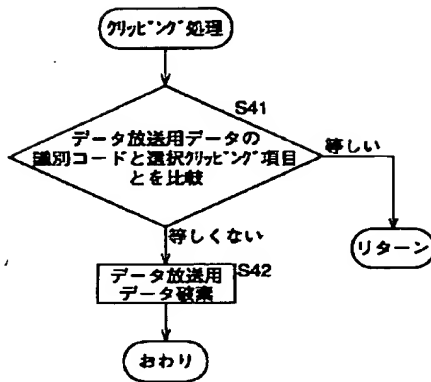 クリッピング処理
S41
データ放送用データの
識別コードと選択クリッピング項目
とを比較
等しい
等しくない
リターン
データ放送用
データ破棄
S42
おわり